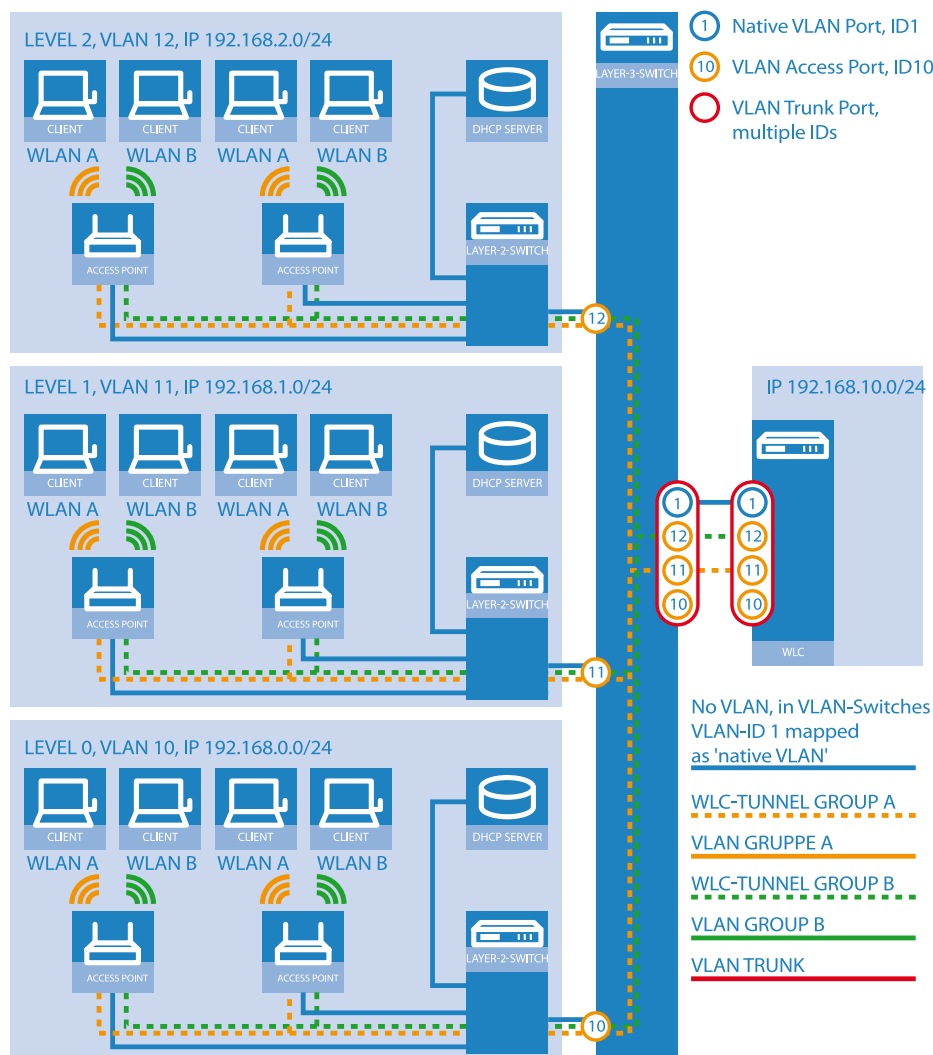 LEVEL 2, VLAN 12, IP 192.168.2.0/24
CLIENT
CLIENT
CLIENT
CLIENT
WLAN A
WLAN B
WLAN A
WLAN B
DHCP SERVER
ACCESS POINT
ACCESS POINT
LAYER-2-SWITCH
12
LEVEL 1, VLAN 11, IP 192.168.1.0/24
CLIENT
CLIENT
CLIENT
CLIENT
WLAN A
WLAN B
WLAN A
WLAN B
DHCP SERVER
ACCESS POINT
ACCESS POINT
LAYER-2-SWITCH
11
LEVEL 0, VLAN 10, IP 192.168.0.0/24
CLIENT
CLIENT
CLIENT
CLIENT
WLAN A
WLAN B
WLAN A
WLAN B
DHCP SERVER
ACCESS POINT
ACCESS POINT
LAYER-2-SWITCH
10
LAYER-3-SWITCH
1 Native VLAN Port, ID1
10 VLAN Access Port, ID10
VLAN Trunk Port,
multiple IDs
IP 192.168.10.0/24
1 1
12 12
11 11
10 10
WLC
No VLAN, in VLAN-Switches
VLAN-ID 1 mapped
as 'native VLAN'
WLC-TUNNEL GROUP A
VLAN GRUPPE A
WLC-TUNNEL GROUP B
VLAN GROUP B
VLAN TRUNK